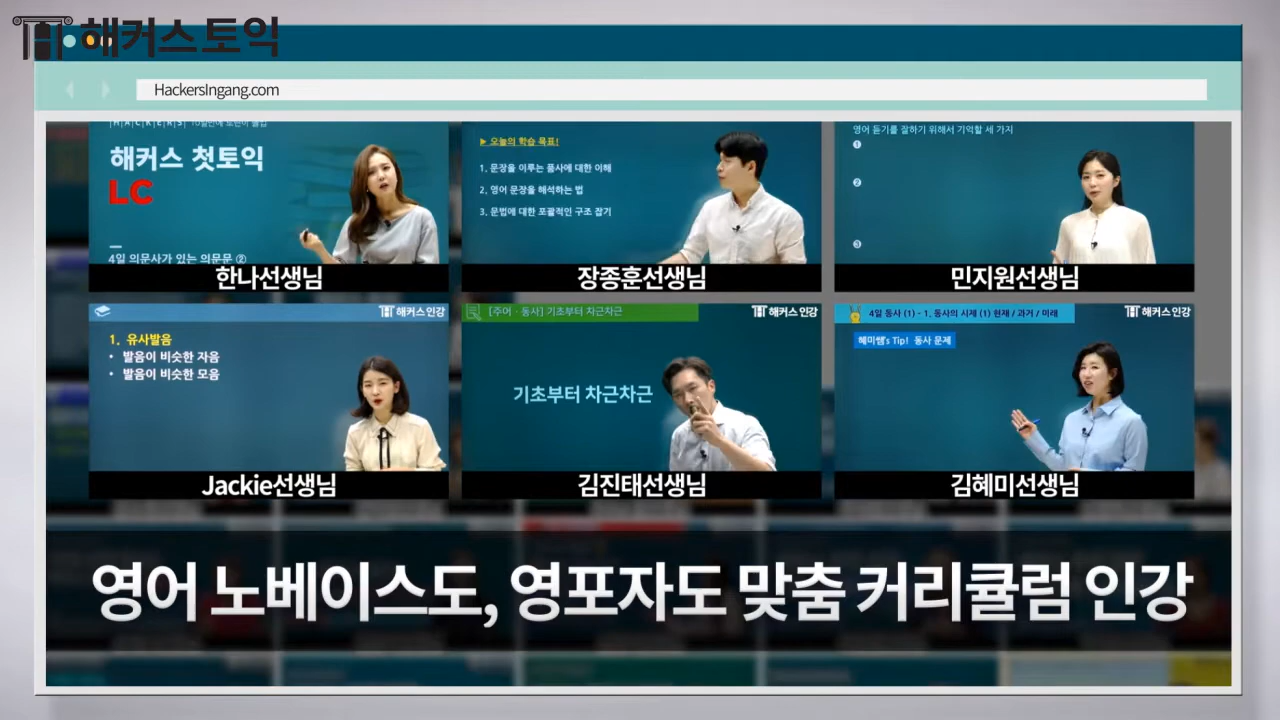 해커스토익
HackersIngang.com
|H|A|C|K|E|R|S|
해커스 첫토익
LC
4일 의문사가 있는 의문문 ②
한나선생님
▶ 오늘의 학습 목표!
1. 문장을 이루는 품사에 대한 이해
2. 영어 문장을 해석하는 법
3. 문법에 대한 포괄적인 구조 잡기
장종훈선생님
영어 듣기를 잘하기 위해서 기억할 세 가지
①
②
③
민지원선생님
해커스인강
1. 유사발음
• 발음이 비슷한 자음
• 발음이 비슷한 모음
Jackie선생님
[주어 · 동사] 기초부터 차근차근
해커스인강
기초부터 차근차근
김진태선생님
4일 동사 (1) - 1. 동사의 시제 (1) 현재 / 과거 / 미래
해커스인강
혜미쌤's Tip! 동사 문제
김혜미선생님
영어 노베이스도, 영포자도 맞춤 커리큘럼 인강